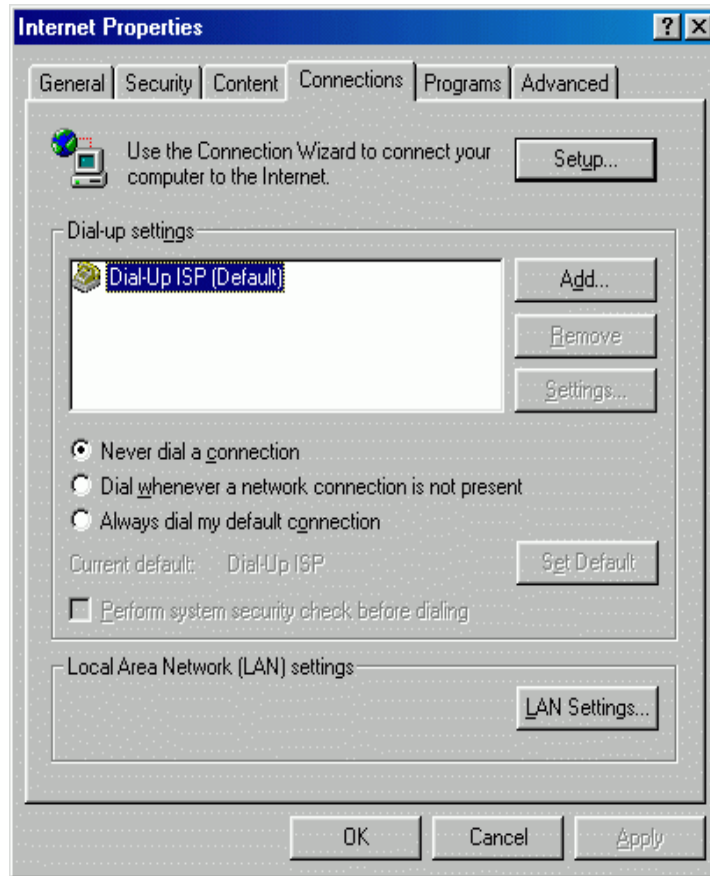 Internet Properties
General Security Content Connections Programs Advanced
Use the Connection Wizard to connect your
computer to the Internet.
Setup...
Dial-up settings
Dial-Up ISP (Default)
Add...
Remove
Settings...
Never dial a connection
Dial whenever a network connection is not present
Always dial my default connection
Current default: Dial-Up ISP
Set Default
Perform system security check before dialing
Local Area Network (LAN) settings
LAN Settings...
OK Cancel Apply